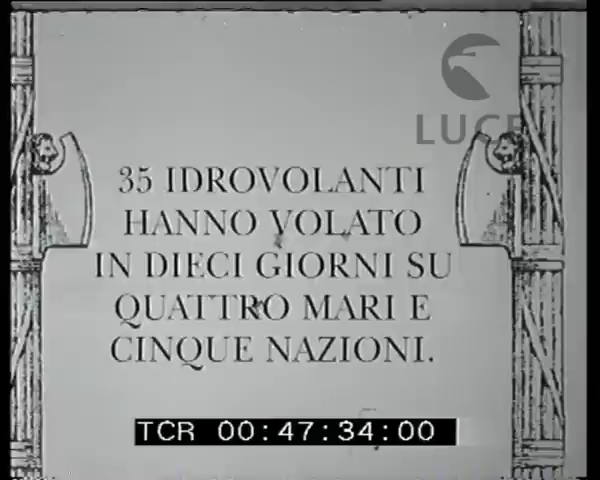 LUCE
35 IDROVOLANTI
HANNO VOLATO
IN DIECI GIORNI SU
QUATTRO MARI E
CINQUE NAZIONI.
TCR 00:47:34:00